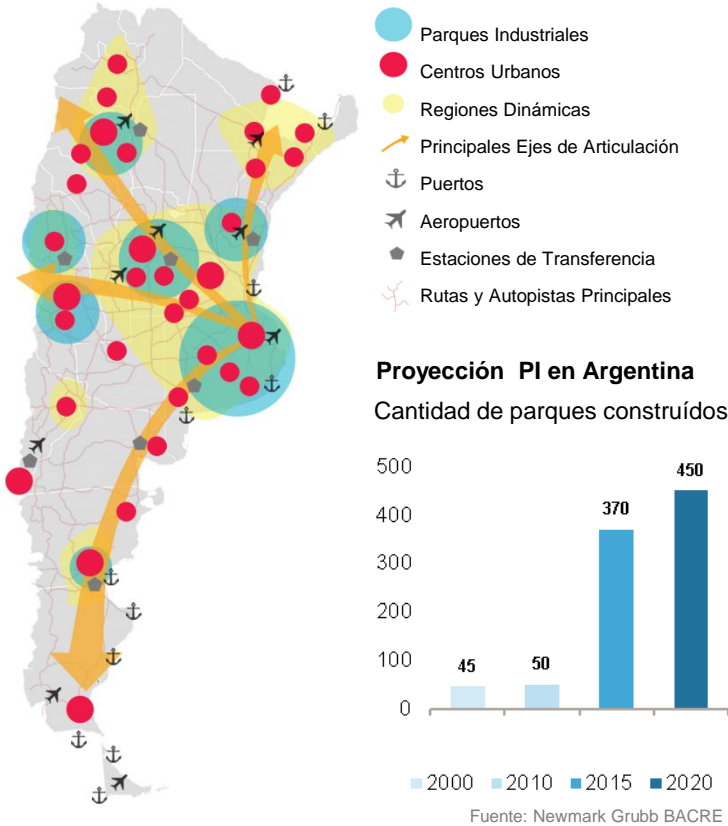 Parques Industriales
Centros Urbanos
Regiones Dinámicas
Principales Ejes de Articulación
Puertos
Aeropuertos
Estaciones de Transferencia
Rutas y Autopistas Principales
Proyección PI en Argentina
Cantidad de parques construídos
500
400
300
200
100
0
45
50
370
450
2000 2010 2015 2020
Fuente: Newmark Grubb BACRE